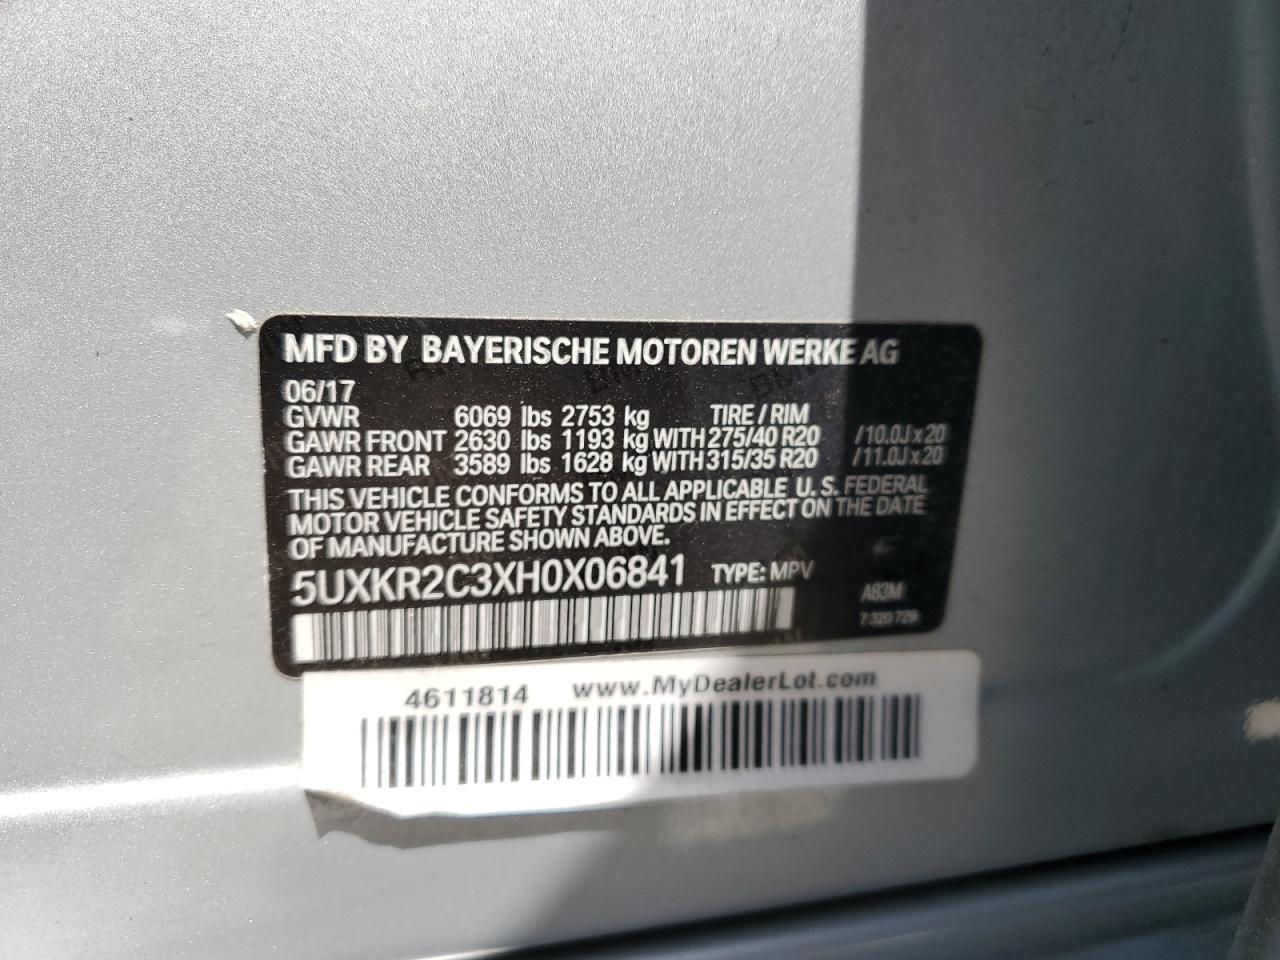 MFD BY BAYERISCHE MOTOREN WERKE AG
06/17
GVWR 6069 lbs 2753 kg TIRE / RIM
GAWR FRONT 2630 lbs 1193 kg WITH 275/40 R20 /10.0J x 20
GAWR REAR 3589 lbs 1628 kg WITH 315/35 R20 /11.0J x 20
THIS VEHICLE CONFORMS TO ALL APPLICABLE U. S. FEDERAL
MOTOR VEHICLE SAFETY STANDARDS IN EFFECT ON THE DATE
OF MANUFACTURE SHOWN ABOVE.
5UXKR2C3XH0X06841 TYPE: MPV
A83M
7 320 729
4611814 www.MyDealerLot.com